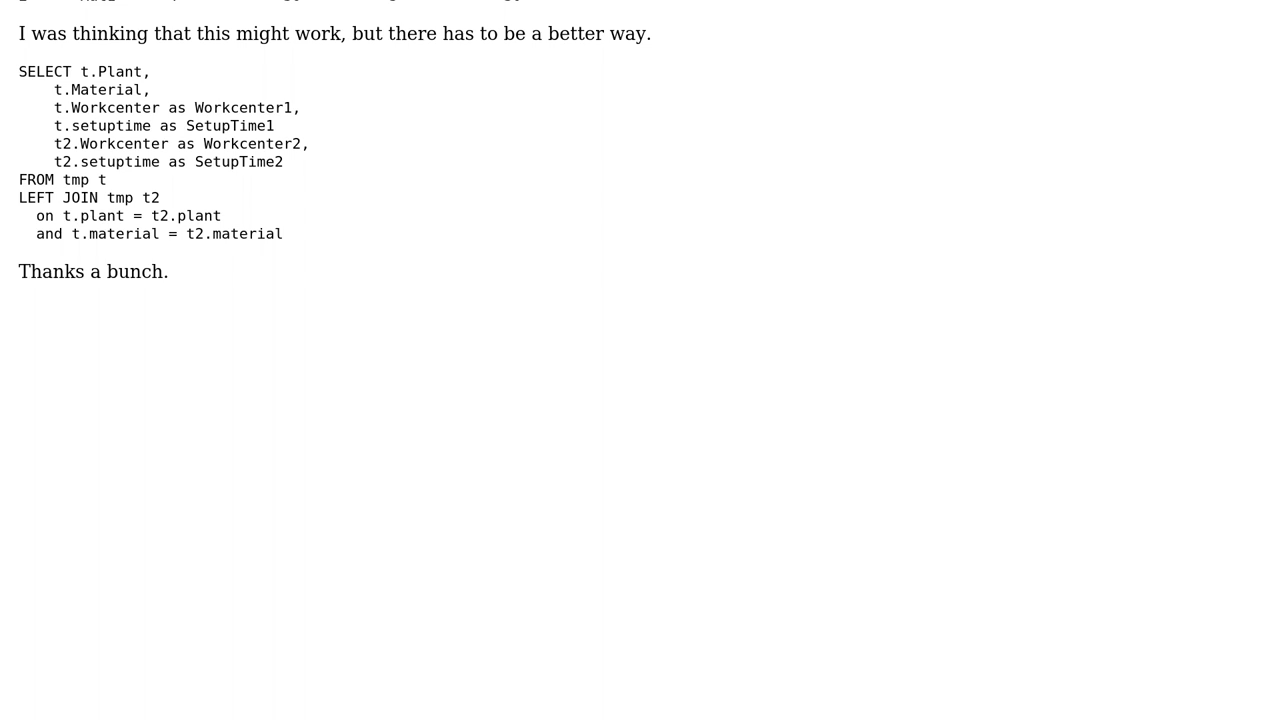 I was thinking that this might work, but there has to be a better way.
SELECT t.Plant,
    t.Material,
    t.Workcenter as Workcenter1,
    t.setuptime as SetupTime1
    t2.Workcenter as Workcenter2,
    t2.setuptime as SetupTime2
FROM tmp t
LEFT JOIN tmp t2
  on t.plant = t2.plant
  and t.material = t2.material
Thanks a bunch.